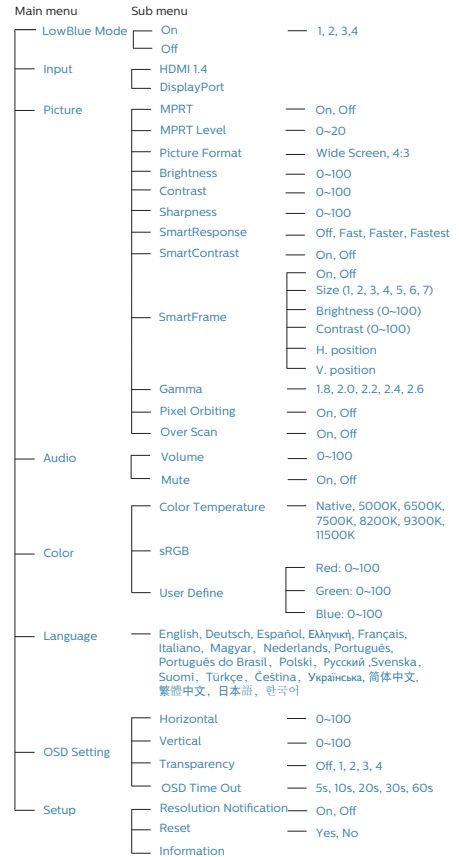 Main menu Sub menu
LowBlue Mode On 1, 2, 3,4
Off
Input HDMI 1.4
DisplayPort
Picture MPRT On, Off
MPRT Level 0~20
Picture Format Wide Screen, 4:3
Brightness 0~100
Contrast 0~100
Sharpness 0~100
SmartResponse Off, Fast, Faster, Fastest
SmartContrast On, Off
On, Off
Size (1, 2, 3, 4, 5, 6, 7)
Brightness (0~100)
SmartFrame
Contrast (0~100)
H. position
V. position
Gamma 1.8, 2.0, 2.2, 2.4, 2.6
Pixel Orbiting On, Off
Over Scan On, Off
Audio Volume 0~100
Mute On, Off
Color Temperature Native, 5000K, 6500K,
7500K, 8200K, 9300K,
11500K
Color sRGB
Red: 0~100
User Define Green: 0~100
Blue: 0~100
Language English, Deutsch, Español, Ελληνική, Français,
Italiano, Magyar, Nederlands, Português,
Português do Brasil, Polski, Русский ,Svenska,
Suomi, Türkçe, Čeština, Українська, 简体中文,
繁體中文, 日本語, 한국어
Horizontal 0~100
Vertical 0~100
OSD Setting
Transparency Off, 1, 2, 3, 4
OSD Time Out 5s, 10s, 20s, 30s, 60s
Setup Resolution Notification On, Off
Reset Yes, No
Information